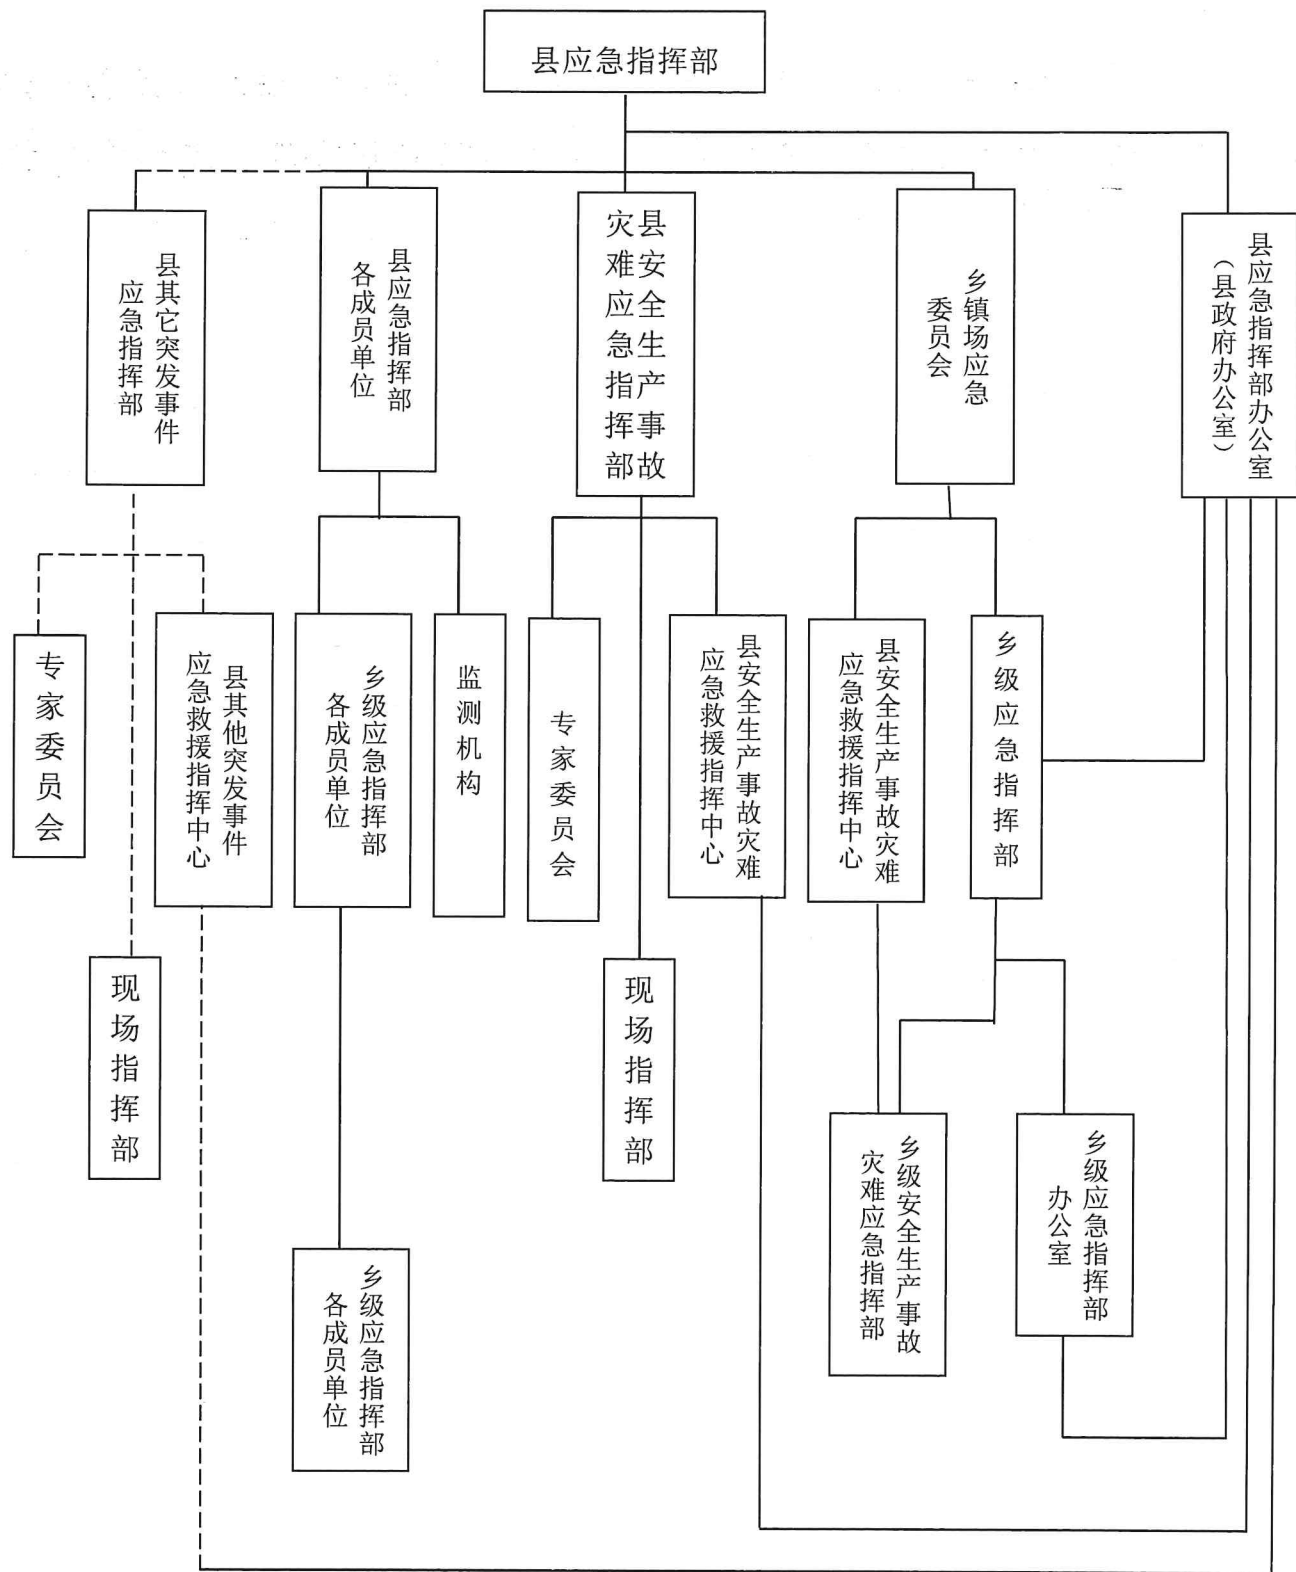 县应急指挥部
县其它突发事件
应急指挥部
县应急指挥部
各成员单位
县安全生产事故
灾难应急指挥部
乡镇场应急
委员会
县应急指挥部办公室
（县政府办公室）
专家委员会
县其他突发事件
应急救援指挥中心
乡级应急指挥部
各成员单位
监测机构
专家委员会
县安全生产事故灾难
应急救援指挥中心
县安全生产事故灾难
应急救援指挥中心
乡级应急指挥部
现场指挥部
现场指挥部
乡级安全生产事故
灾难应急指挥部
乡级应急指挥部
办公室
乡级应急指挥部
各成员单位